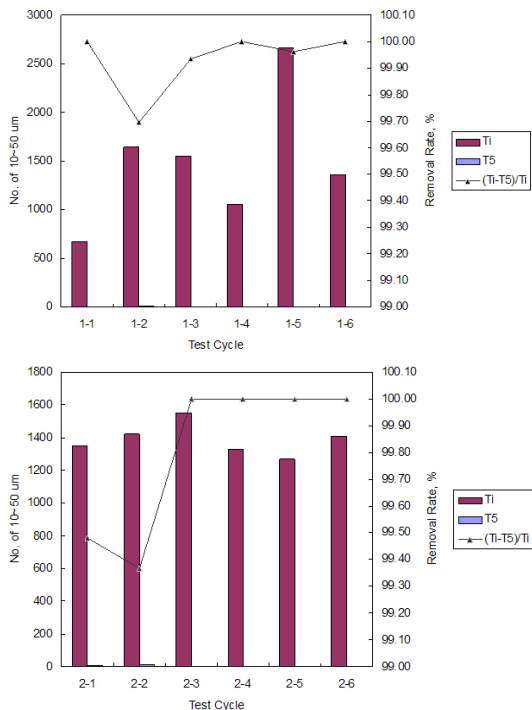 No. of 10~50 um
3000
2500
2000
1500
1000
500
0
100.10
100.00
99.90
99.80
99.70
99.60
99.50
99.40
99.30
99.20
99.10
99.00
Removal Rate, %
1-1 1-2 1-3 1-4 1-5 1-6
Test Cycle
Ti
T5
(Ti-T5)/Ti
No. of 10~50 um
1800
1600
1400
1200
1000
800
600
400
200
0
100.10
100.00
99.90
99.80
99.70
99.60
99.50
99.40
99.30
99.20
99.10
99.00
Removal Rate, %
2-1 2-2 2-3 2-4 2-5 2-6
Test Cycle
Ti
T5
(Ti-T5)/Ti